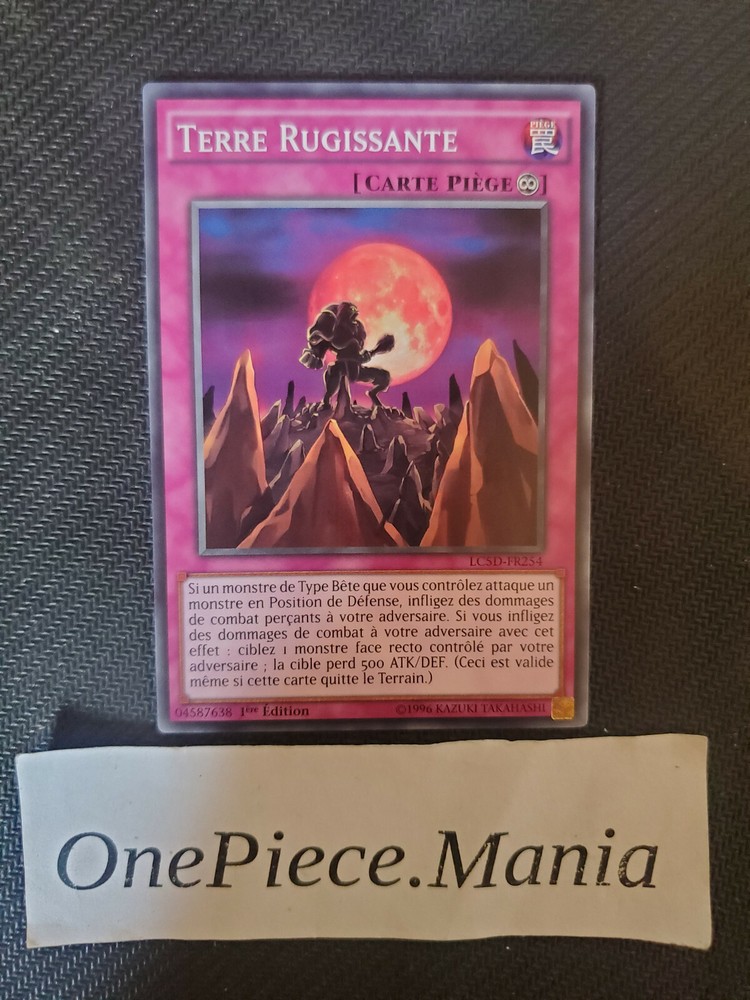 Terre Rugissante
PIÈGE
罠
[Carte Piège]
LC5D-FR254
Si un monstre de Type Bête que vous contrôlez attaque un
monstre en Position de Défense, infligez des dommages
de combat perçants à votre adversaire. Si vous infligez
des dommages de combat à votre adversaire avec cet
effet : ciblez 1 monstre face recto contrôlé par votre
adversaire ; la cible perd 500 ATK/DEF. (Ceci est valide
même si cette carte quitte le Terrain.)
04587638 1ère Édition ©1996 KAZUKI TAKAHASHI
OnePiece.Mania